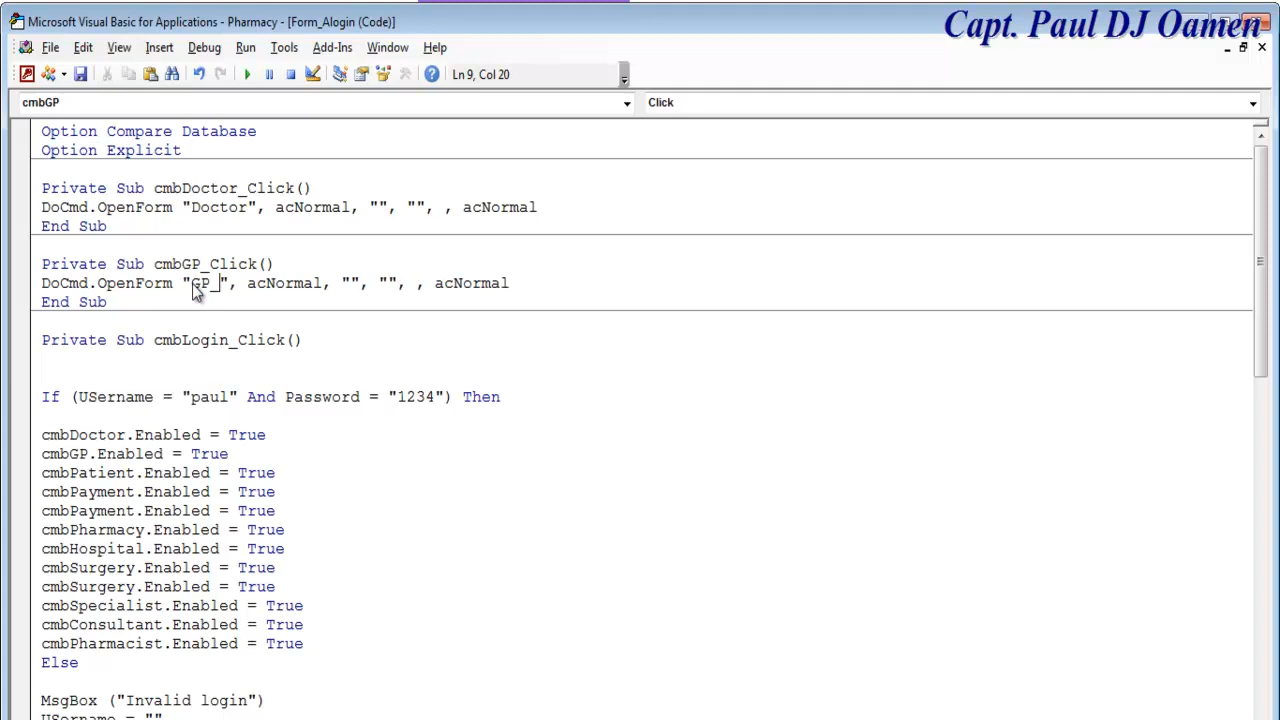 Microsoft Visual Basic for Applications - Pharmacy - [Form_Alogin (Code)]
Capt. Paul DJ Oamen
File Edit View Insert Debug Run Tools Add-Ins Window Help
Ln 9, Col 20
cmbGP Click
Option Compare Database
Option Explicit
Private Sub cmbDoctor_Click()
DoCmd.OpenForm "Doctor", acNormal, "", "", , acNormal
End Sub
Private Sub cmbGP_Click()
DoCmd.OpenForm "GP_", acNormal, "", "", , acNormal
End Sub
Private Sub cmbLogin_Click()
If (USername = "paul" And Password = "1234") Then
cmbDoctor.Enabled = True
cmbGP.Enabled = True
cmbPatient.Enabled = True
cmbPayment.Enabled = True
cmbPayment.Enabled = True
cmbPharmacy.Enabled = True
cmbHospital.Enabled = True
cmbSurgery.Enabled = True
cmbSurgery.Enabled = True
cmbSpecialist.Enabled = True
cmbConsultant.Enabled = True
cmbPharmacist.Enabled = True
Else
MsgBox ("Invalid login")
USername = ""